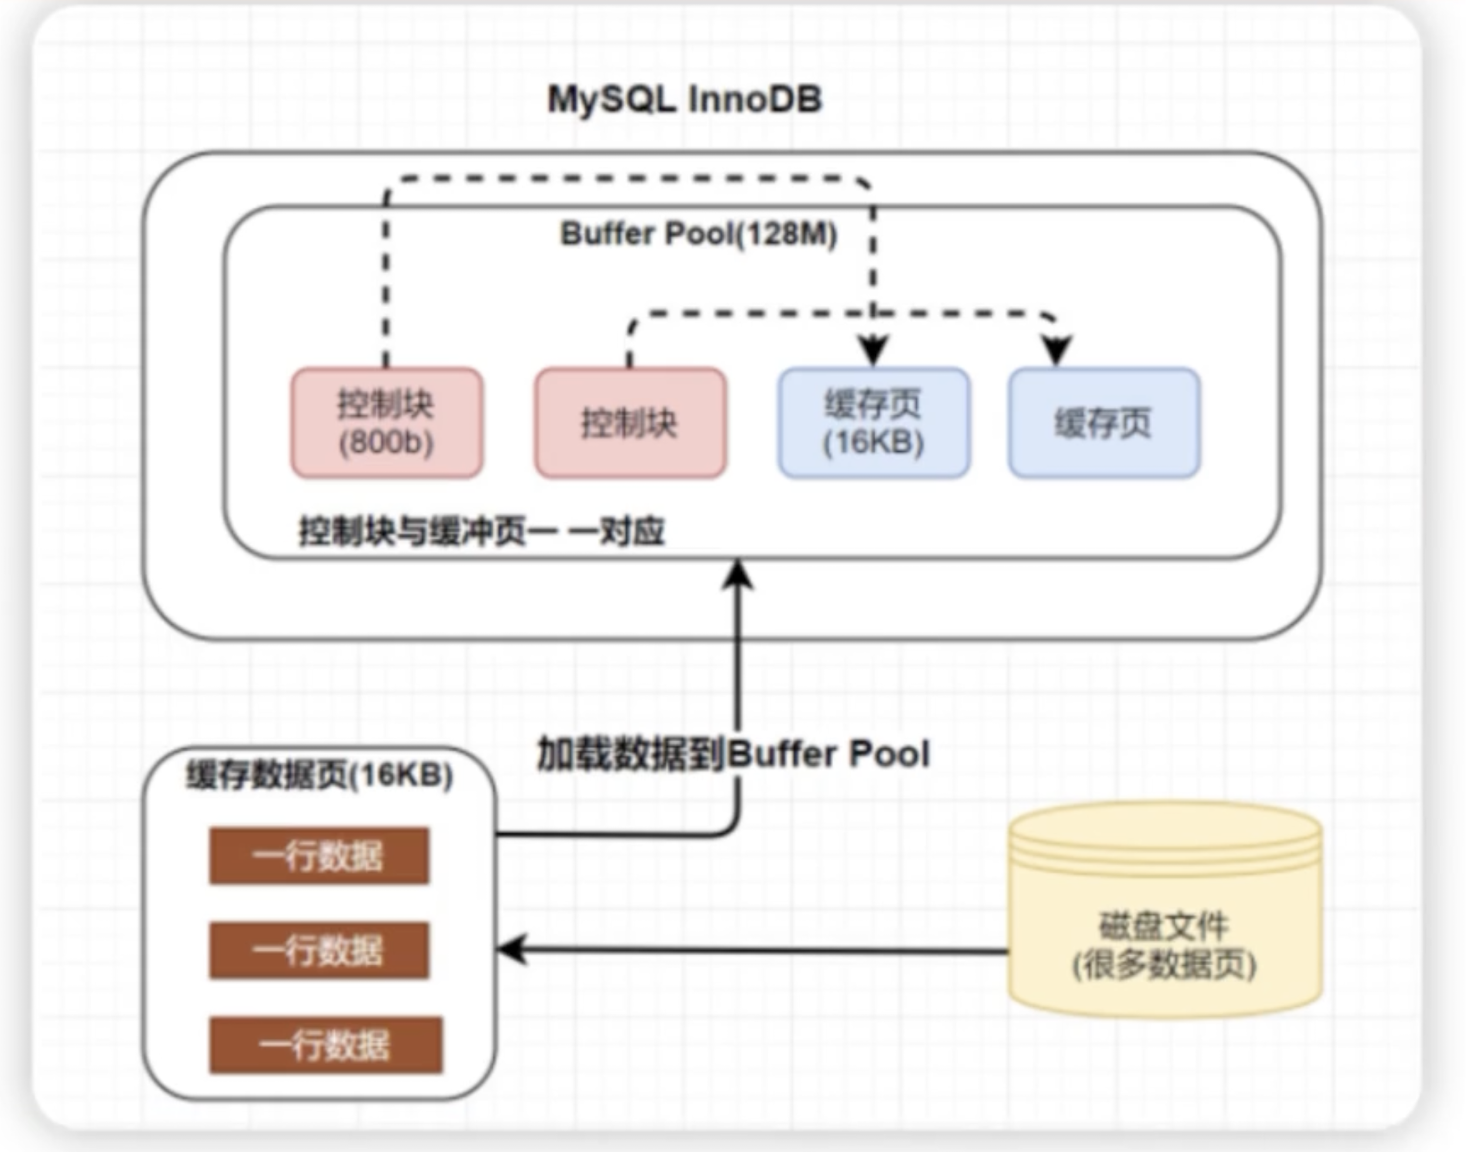 MySQL InnoDB
Buffer Pool(128M)
控制块
(800b)
控制块
缓存页
(16KB)
缓存页
控制块与缓冲页一 一对应
加载数据到Buffer Pool
缓存数据页(16KB)
一行数据
一行数据
一行数据
磁盘文件
(很多数据页)